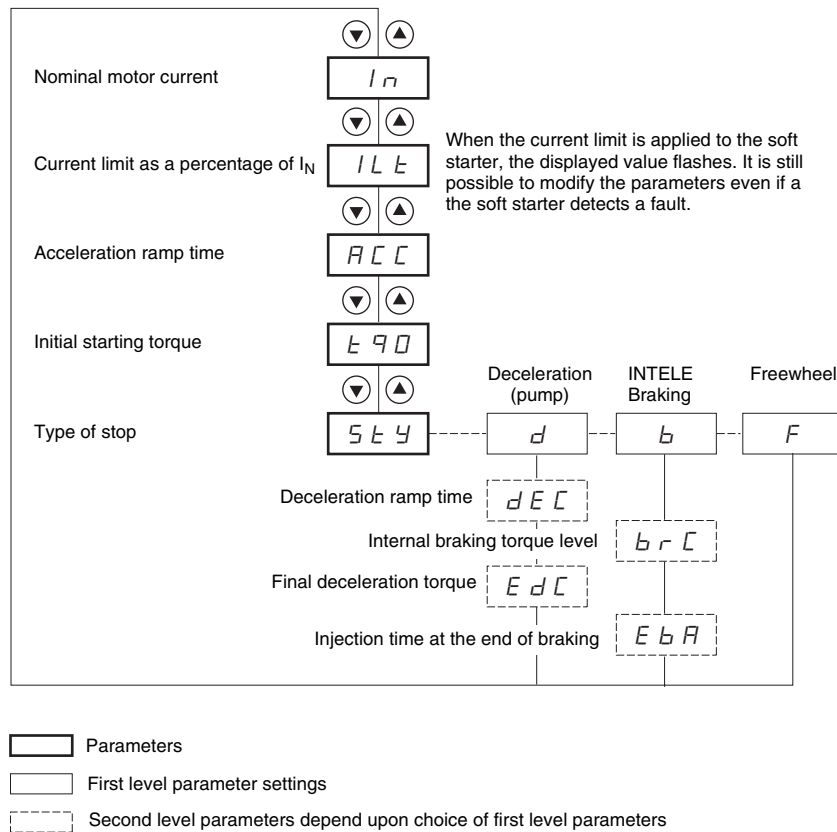 Nominal motor current
In
Current limit as a percentage of IN
ILt
When the current limit is applied to the soft
starter, the displayed value flashes. It is still
possible to modify the parameters even if a
the soft starter detects a fault.
Acceleration ramp time
ACC
Initial starting torque
tq0
Deceleration
(pump)
INTELE
Braking
Freewheel
Type of stop
StY
d
b
F
Deceleration ramp time
dEC
Internal braking torque level
brC
Final deceleration torque
EdC
Injection time at the end of braking
EbA
Parameters
First level parameter settings
Second level parameters depend upon choice of first level parameters